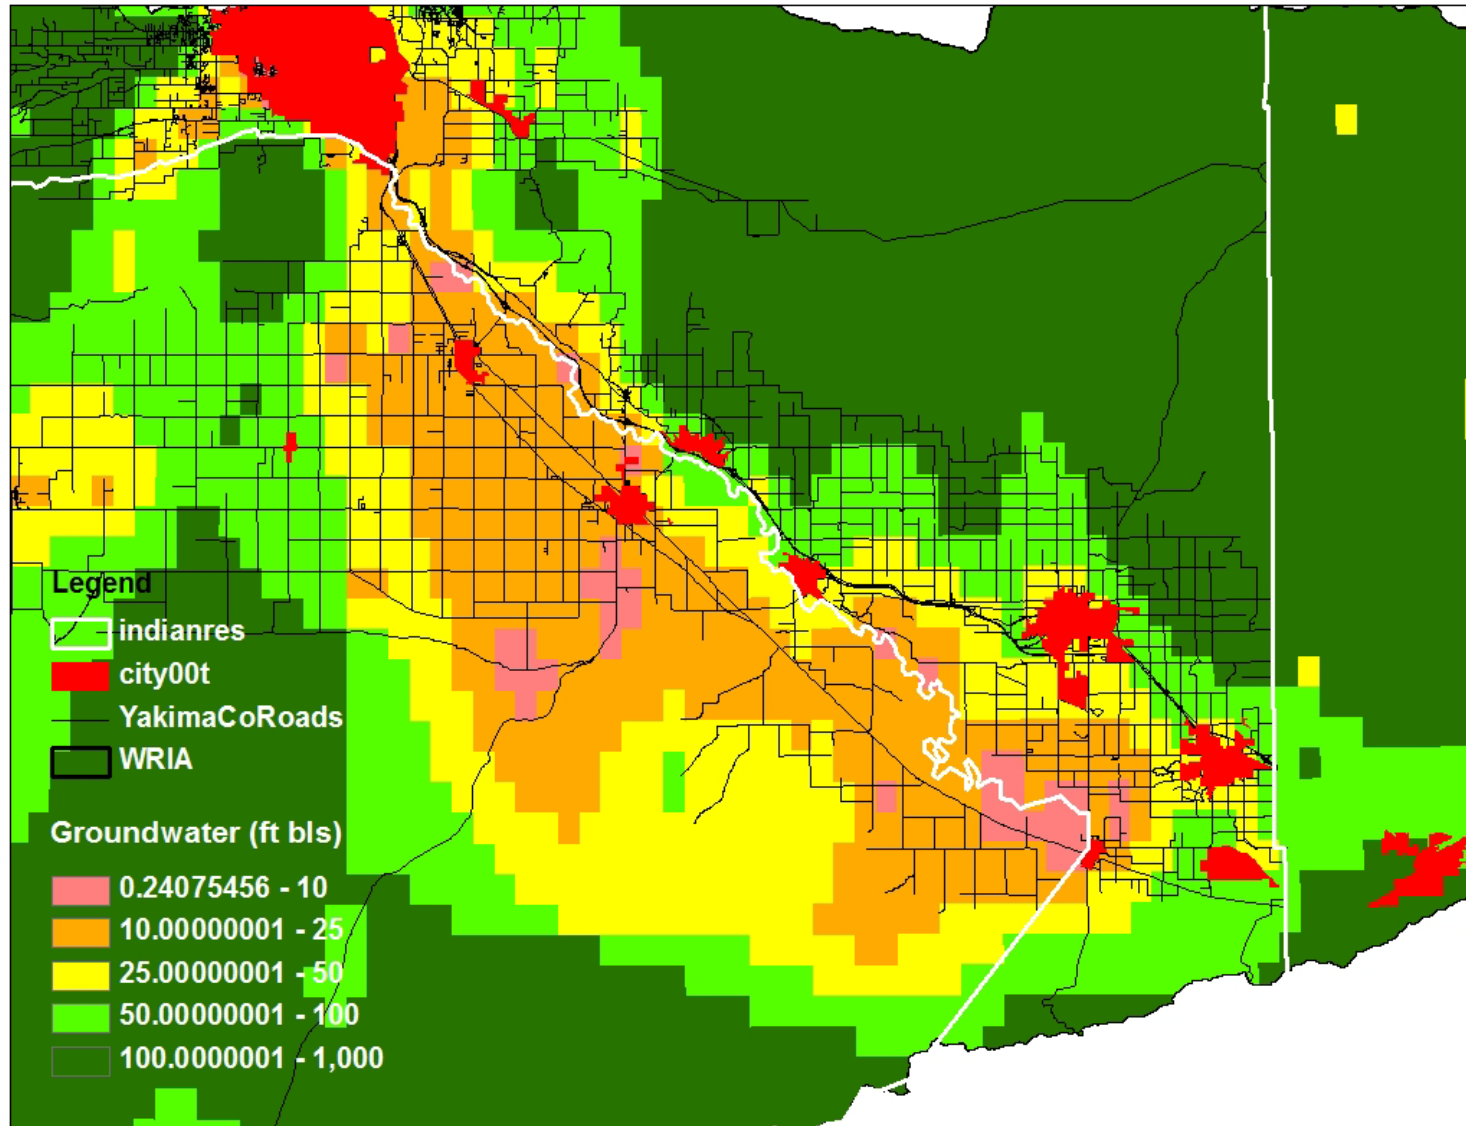 Legend
indianres
city00t
YakimaCoRoads
WRIA
Groundwater (ft bls)
0.24075456 - 10
10.00000001 - 25
25.00000001 - 50
50.00000001 - 100
100.0000001 - 1,000